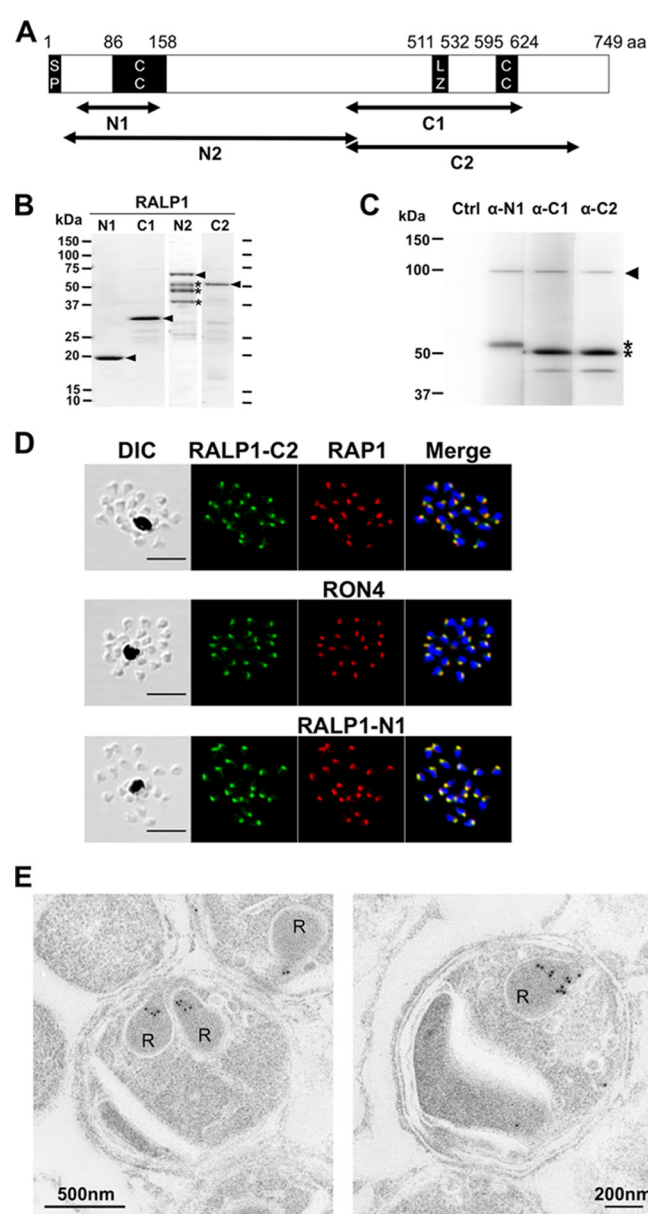 A
1 86 158 511 532 595 624 749 aa
S P
C C
L Z
C C
N1 C1
N2 C2
B
RALP1
kDa N1 C1 N2 C2
150
100
75
50
37
25
20
15
10
*
*
*
C
kDa Ctrl α-N1 α-C1 α-C2
150
100
50
37
*
*
D
DIC RALP1-C2 RAP1 Merge
RON4
RALP1-N1
E
R
R
R
R
500nm
200nm